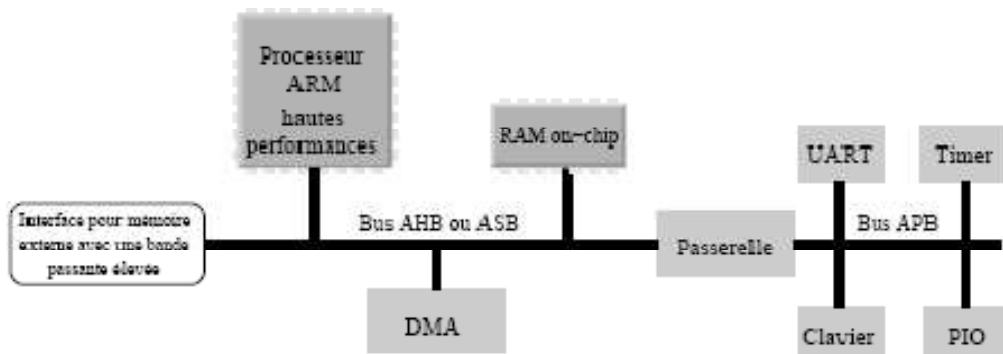 Processeur
ARM
hautes
performances
RAM on-chip
UART
Timer
Interface pour mémoire
externe avec une bande
passante élevée
Bus AHB ou ASB
Passerelle
Bus APB
DMA
Clavier
PIO